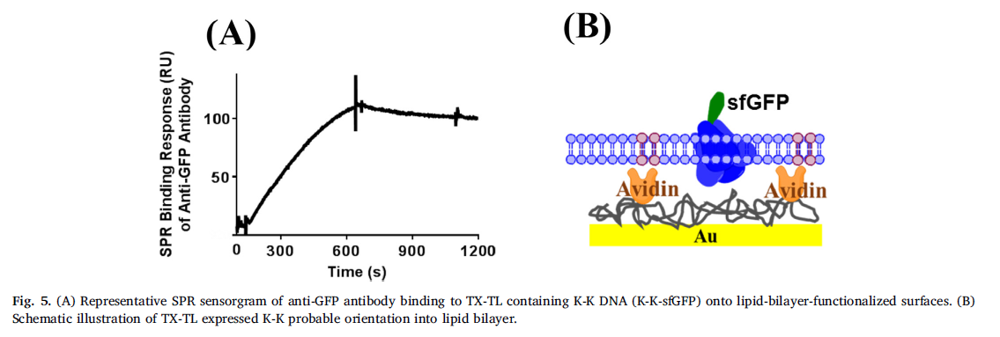 (A)
SPR Binding Response (RU)
of Anti-GFP Antibody
100
50
0 300 600 900 1200
Time (s)
(B)
sfGFP
Avidin Avidin
Au
Fig. 5. (A) Representative SPR sensorgram of anti-GFP antibody binding to TX-TL containing K-K DNA (K-K-sfGFP) onto lipid-bilayer-functionalized surfaces. (B)
Schematic illustration of TX-TL expressed K-K probable orientation into lipid bilayer.